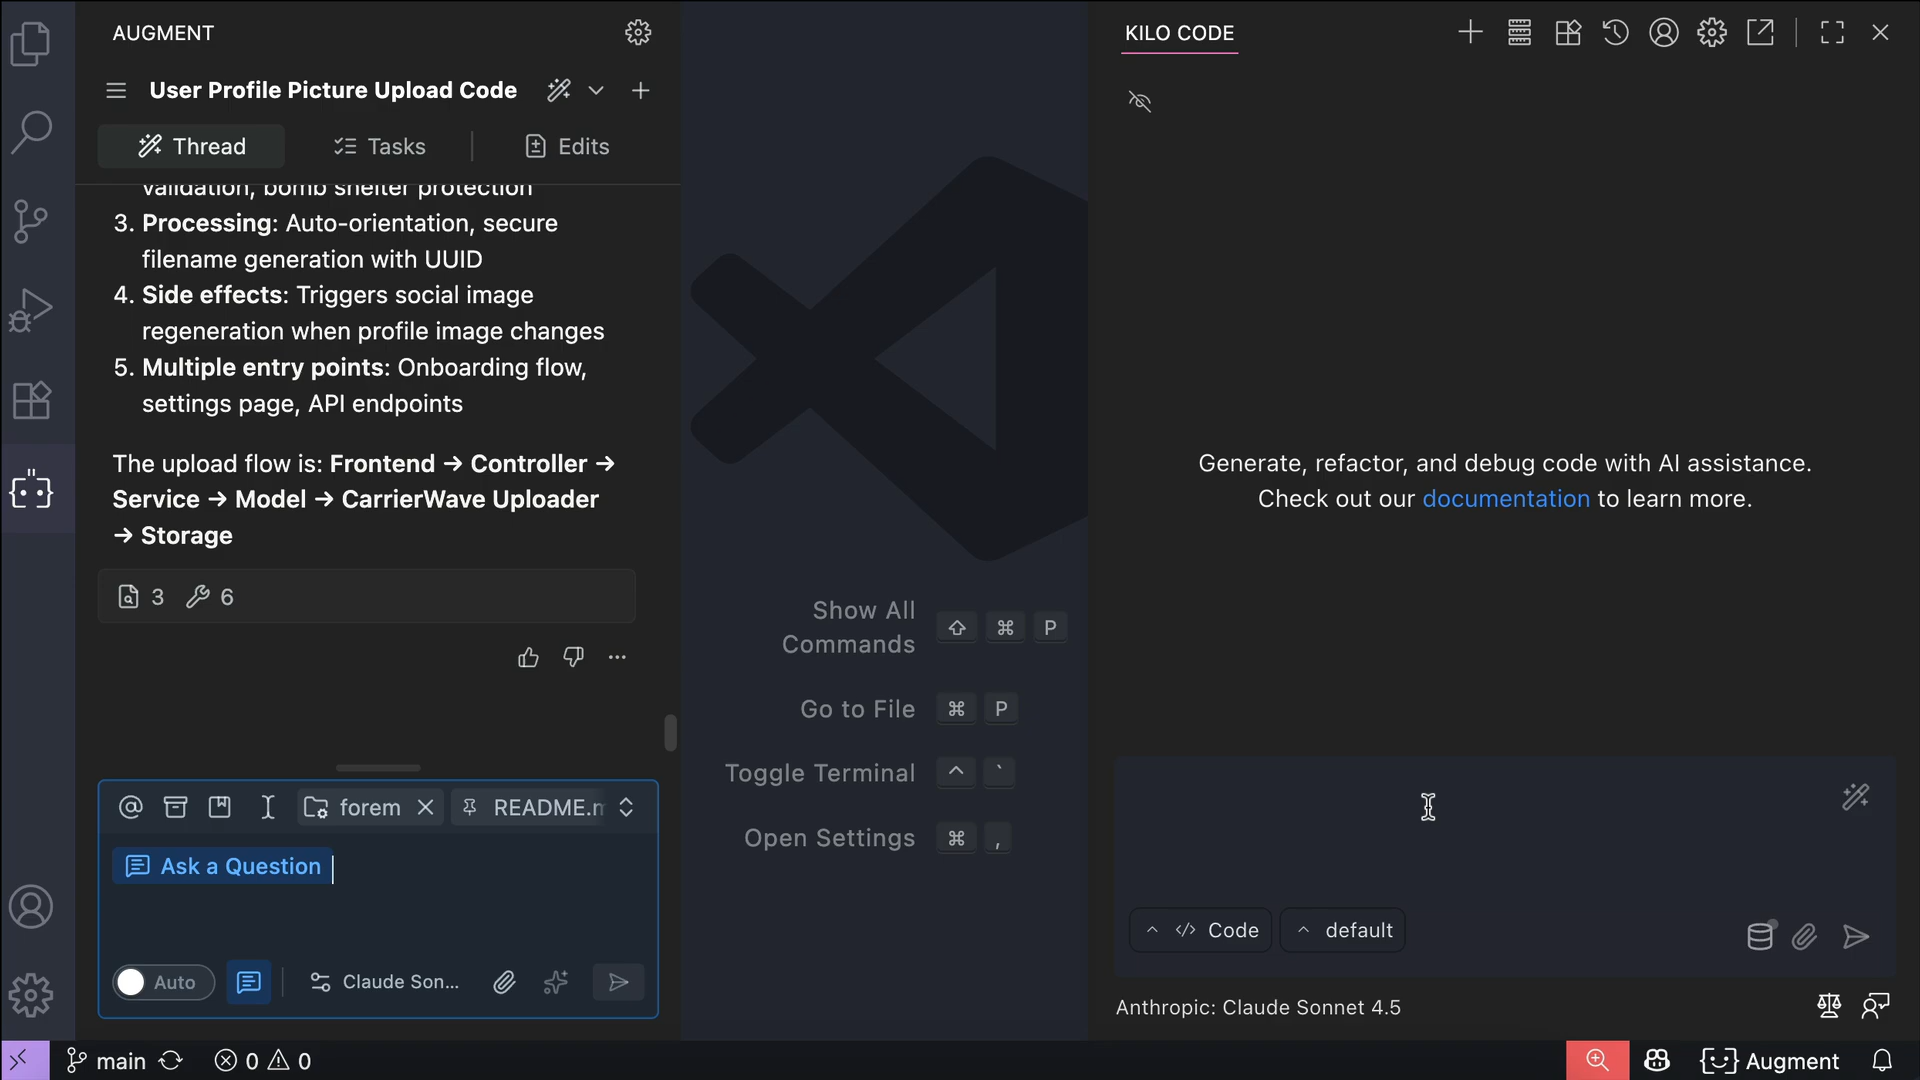 AUGMENT
User Profile Picture Upload Code
Thread
Tasks
Edits
validation, bomb shelter protection
3. Processing: Auto-orientation, secure
filename generation with UUID
4. Side effects: Triggers social image
regeneration when profile image changes
5. Multiple entry points: Onboarding flow,
settings page, API endpoints
The upload flow is: Frontend → Controller →
Service → Model → CarrierWave Uploader
→ Storage
3 6
@ forem README.m
Ask a Question
Auto
Claude Son...
Show All
Commands ⇧ ⌘ P
Go to File ⌘ P
Toggle Terminal ^ `
Open Settings ⌘ ,
KILO CODE
Generate, refactor, and debug code with AI assistance.
Check out our documentation to learn more.
</> Code
default
Anthropic: Claude Sonnet 4.5
main 0 0
Augment